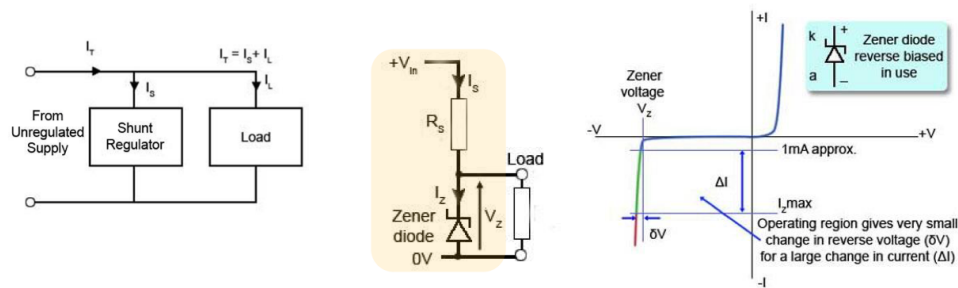 I_T
I_T = I_S + I_L
I_S
I_L
From
Unregulated
Supply
Shunt
Regulator
Load
+V_in
I_S
R_S
Load
I_Z
V_Z
Zener
diode
0V
+I
k
+
a
–
Zener diode
reverse biased
in use
Zener
voltage
V_Z
-V
+V
1mA approx.
ΔI
I_Zmax
δV
Operating region gives very small
change in reverse voltage (δV)
for a large change in current (ΔI)
-I